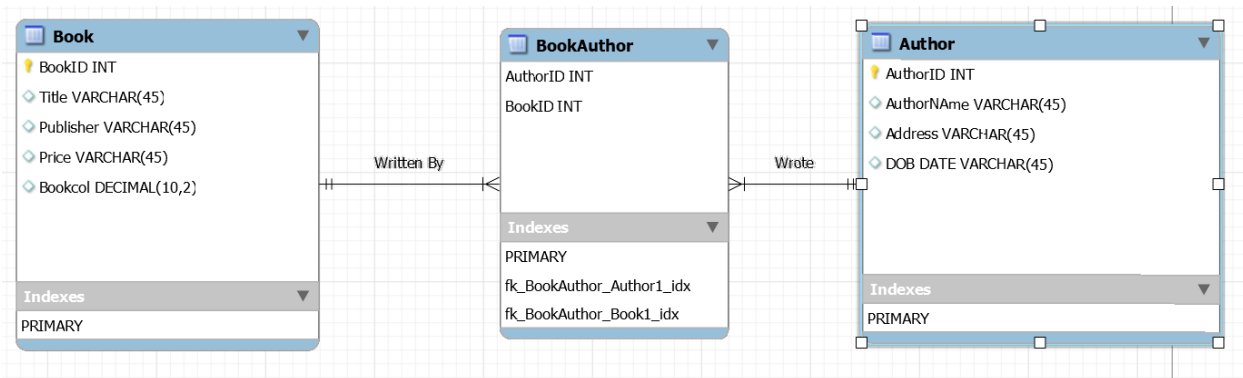 Book
BookID INT
Title VARCHAR(45)
Publisher VARCHAR(45)
Price VARCHAR(45)
Bookcol DECIMAL(10,2)
Indexes
PRIMARY
Written By
BookAuthor
AuthorID INT
BookID INT
Indexes
PRIMARY
fk_BookAuthor_Author1_idx
fk_BookAuthor_Book1_idx
Wrote
Author
AuthorID INT
AuthorNAme VARCHAR(45)
Address VARCHAR(45)
DOB DATE VARCHAR(45)
Indexes
PRIMARY